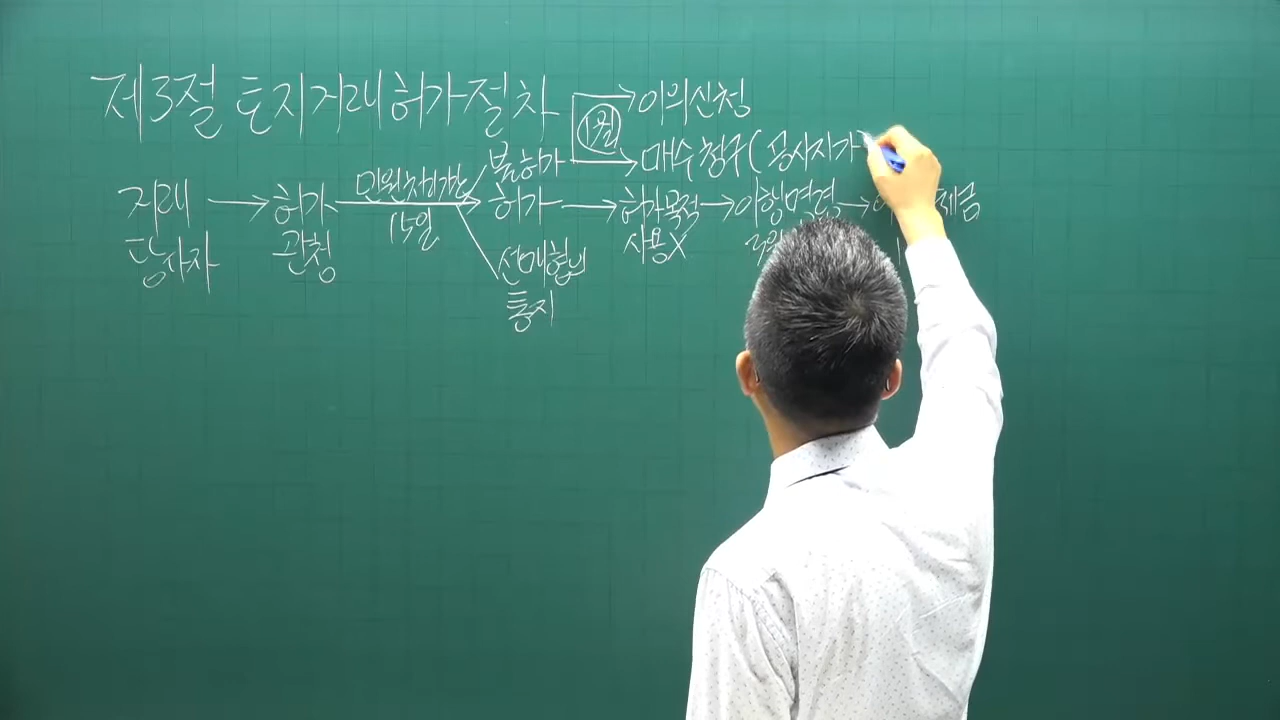 제3절 토지거래허가절차
이의신청
1월
매수청구( 공시지가)
불허가
거래 → 허가 민원처리기간 허가 → 허가목적 → 이행명령 →
당사자 관청 15일 사용X
선매협의
통지